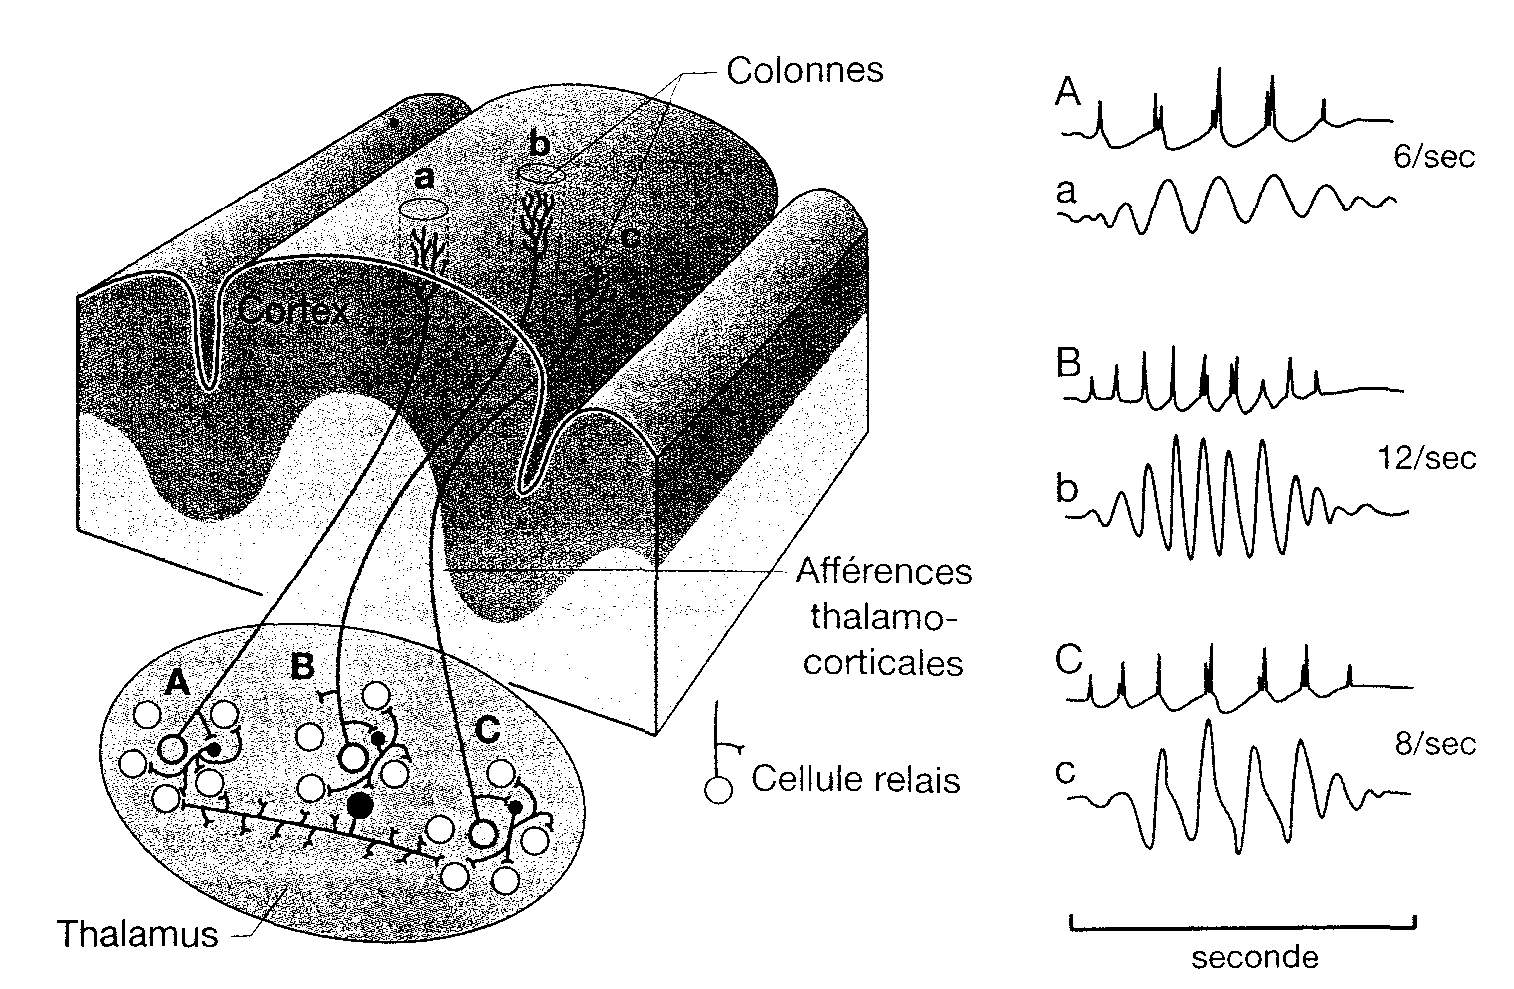 Colonnes
b
a
c
Cortex
Afférences
thalamo-
corticales
A
B
C
Cellule relais
Thalamus
A
6/sec
a
B
12/sec
b
C
8/sec
c
seconde